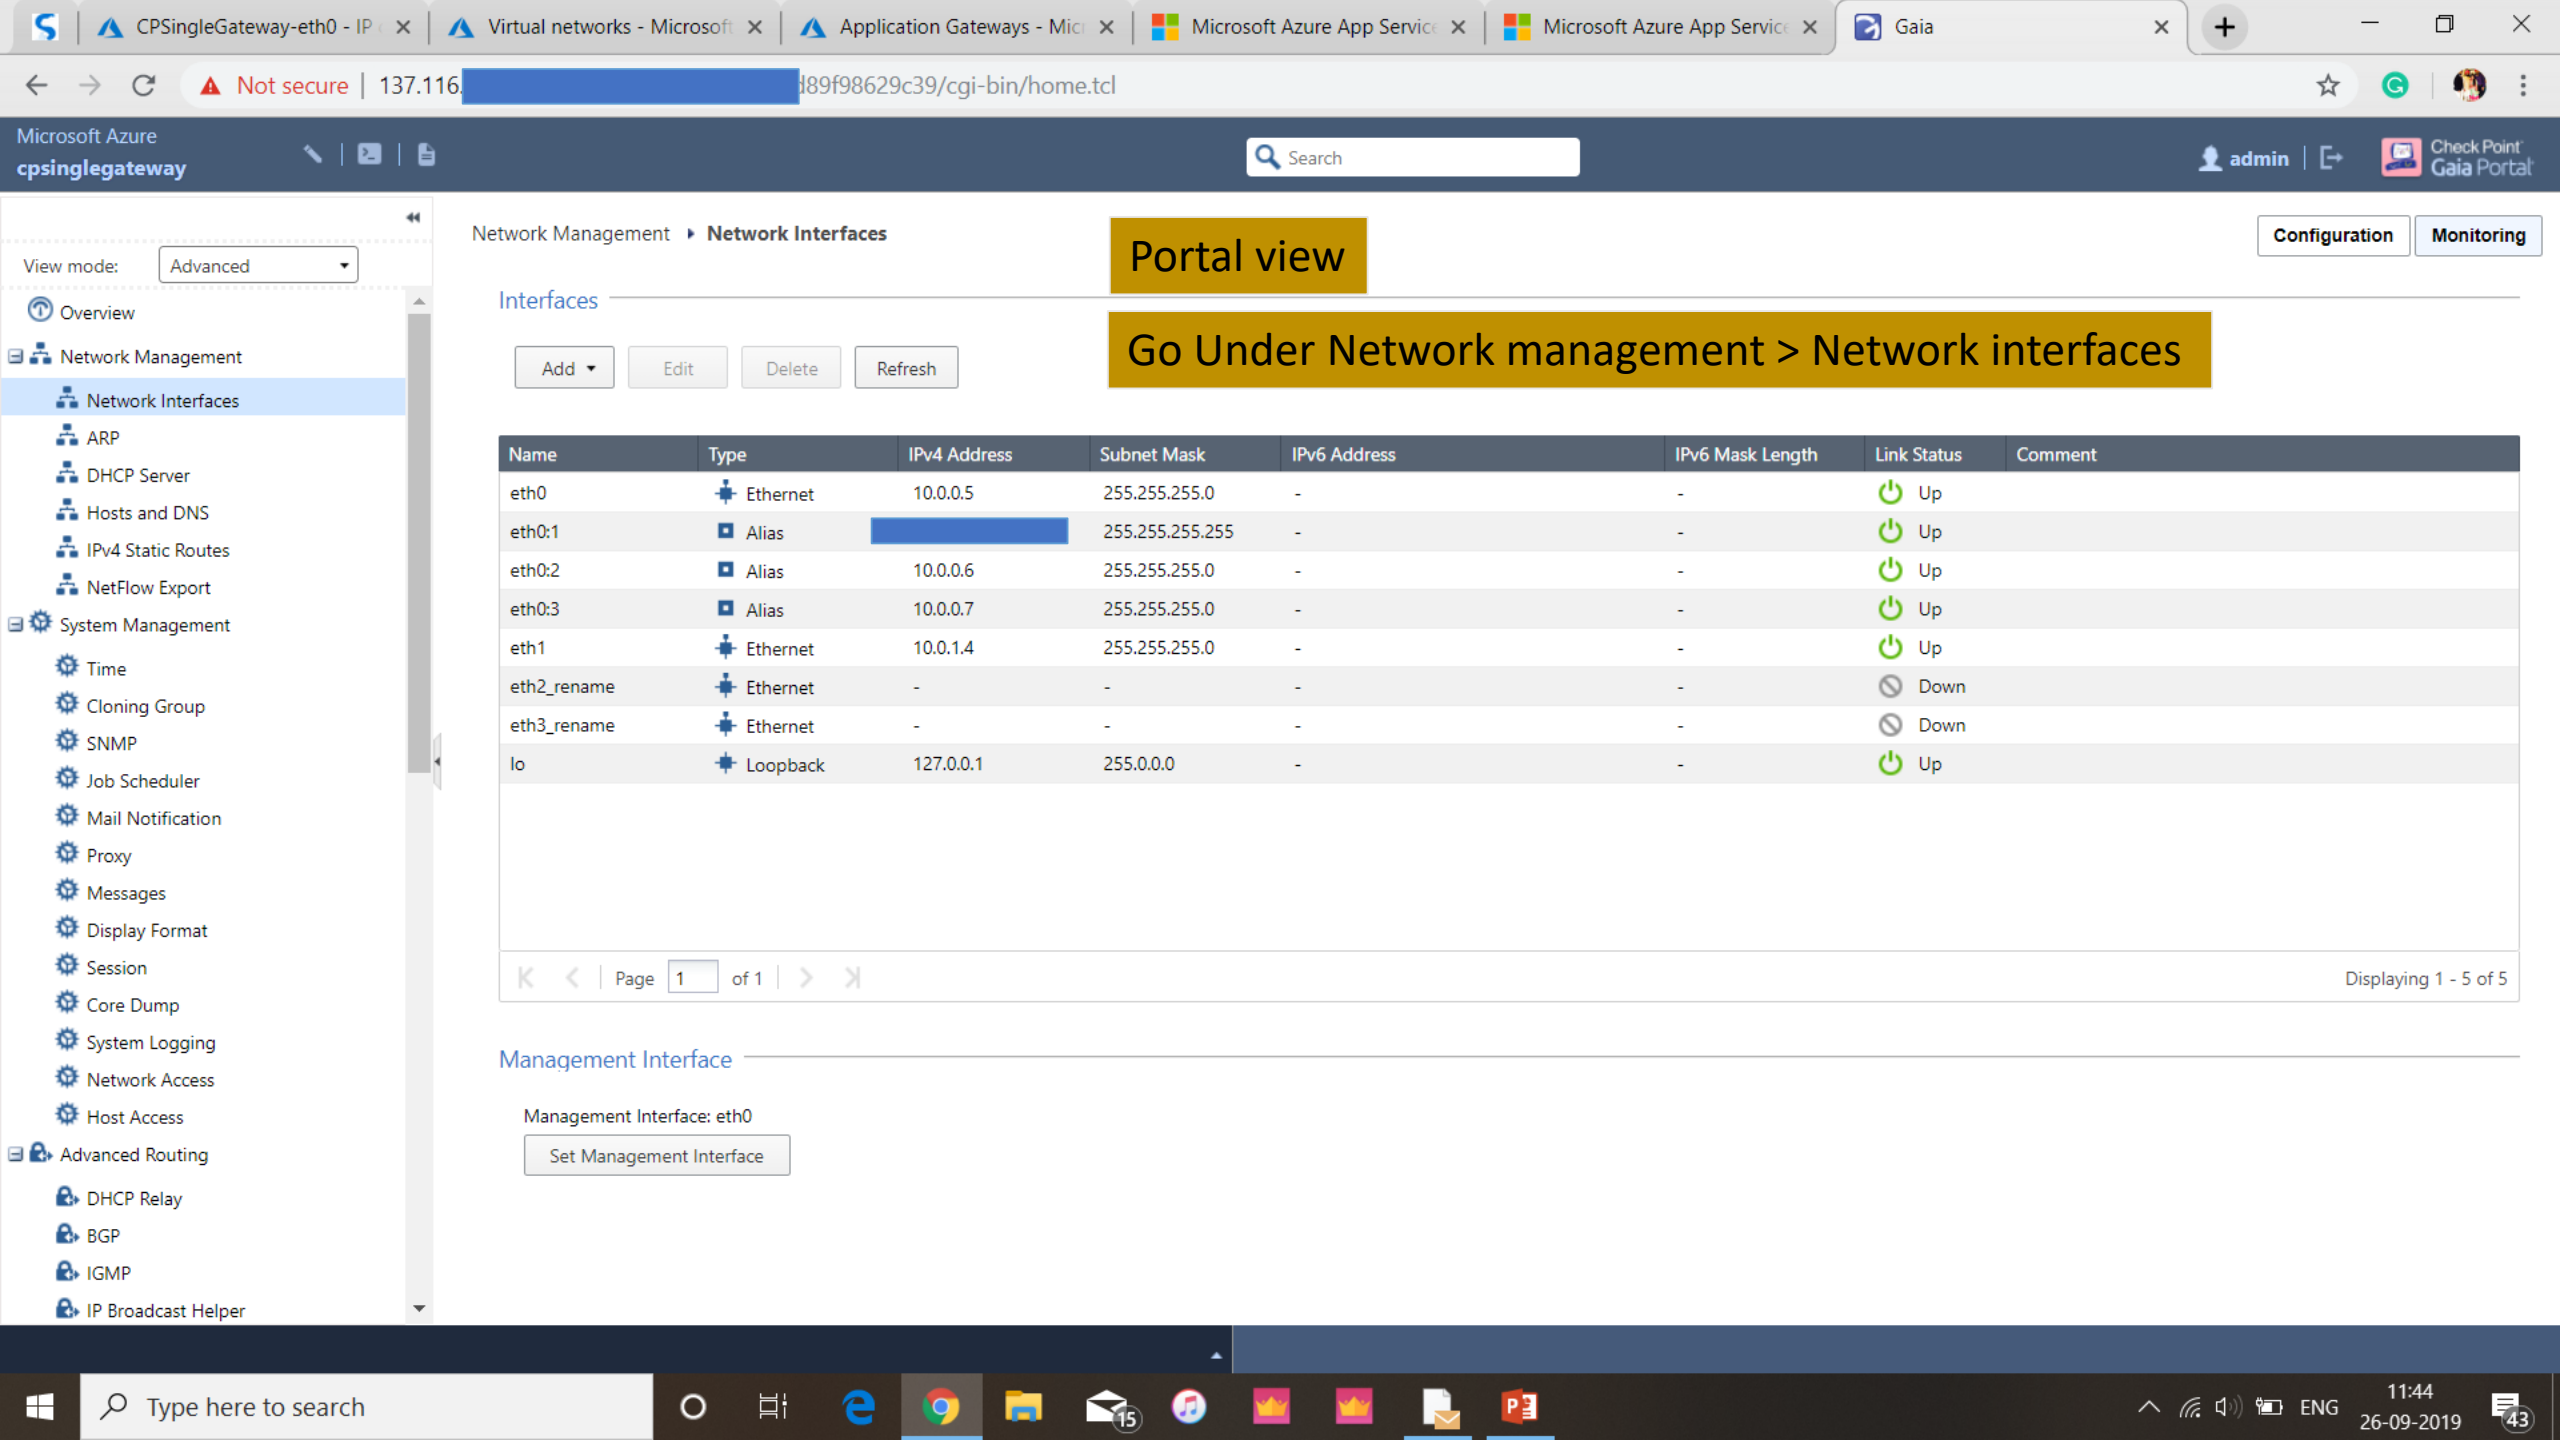 CPSingleGateway-eth0 - IP
Virtual networks - Microsoft
Application Gateways - Micr
Microsoft Azure App Service
Microsoft Azure App Service
Gaia
Not secure | 137.116.
d89f98629c39/cgi-bin/home.tcl
Microsoft Azure
cpsinglegateway
Search
admin
Check Point
Gaia Portal
View mode: Advanced
Overview
Network Management
Network Interfaces
ARP
DHCP Server
Hosts and DNS
IPv4 Static Routes
NetFlow Export
System Management
Time
Cloning Group
SNMP
Job Scheduler
Mail Notification
Proxy
Messages
Display Format
Session
Core Dump
System Logging
Network Access
Host Access
Advanced Routing
DHCP Relay
BGP
IGMP
IP Broadcast Helper
Network Management Network Interfaces
Portal view
Configuration Monitoring
Interfaces
Go Under Network management > Network interfaces
Add Edit Delete Refresh
Name Type IPv4 Address Subnet Mask IPv6 Address IPv6 Mask Length Link Status Comment
eth0 Ethernet 10.0.0.5 255.255.255.0 - - Up
eth0:1 Alias 255.255.255.255 - - Up
eth0:2 Alias 10.0.0.6 255.255.255.0 - - Up
eth0:3 Alias 10.0.0.7 255.255.255.0 - - Up
eth1 Ethernet 10.0.1.4 255.255.255.0 - - Up
eth2_rename Ethernet - - - - Down
eth3_rename Ethernet - - - - Down
lo Loopback 127.0.0.1 255.0.0.0 - - Up
Page 1 of 1
Displaying 1 - 5 of 5
Management Interface
Management Interface: eth0
Set Management Interface
Type here to search
15
ENG
11:44
26-09-2019
43